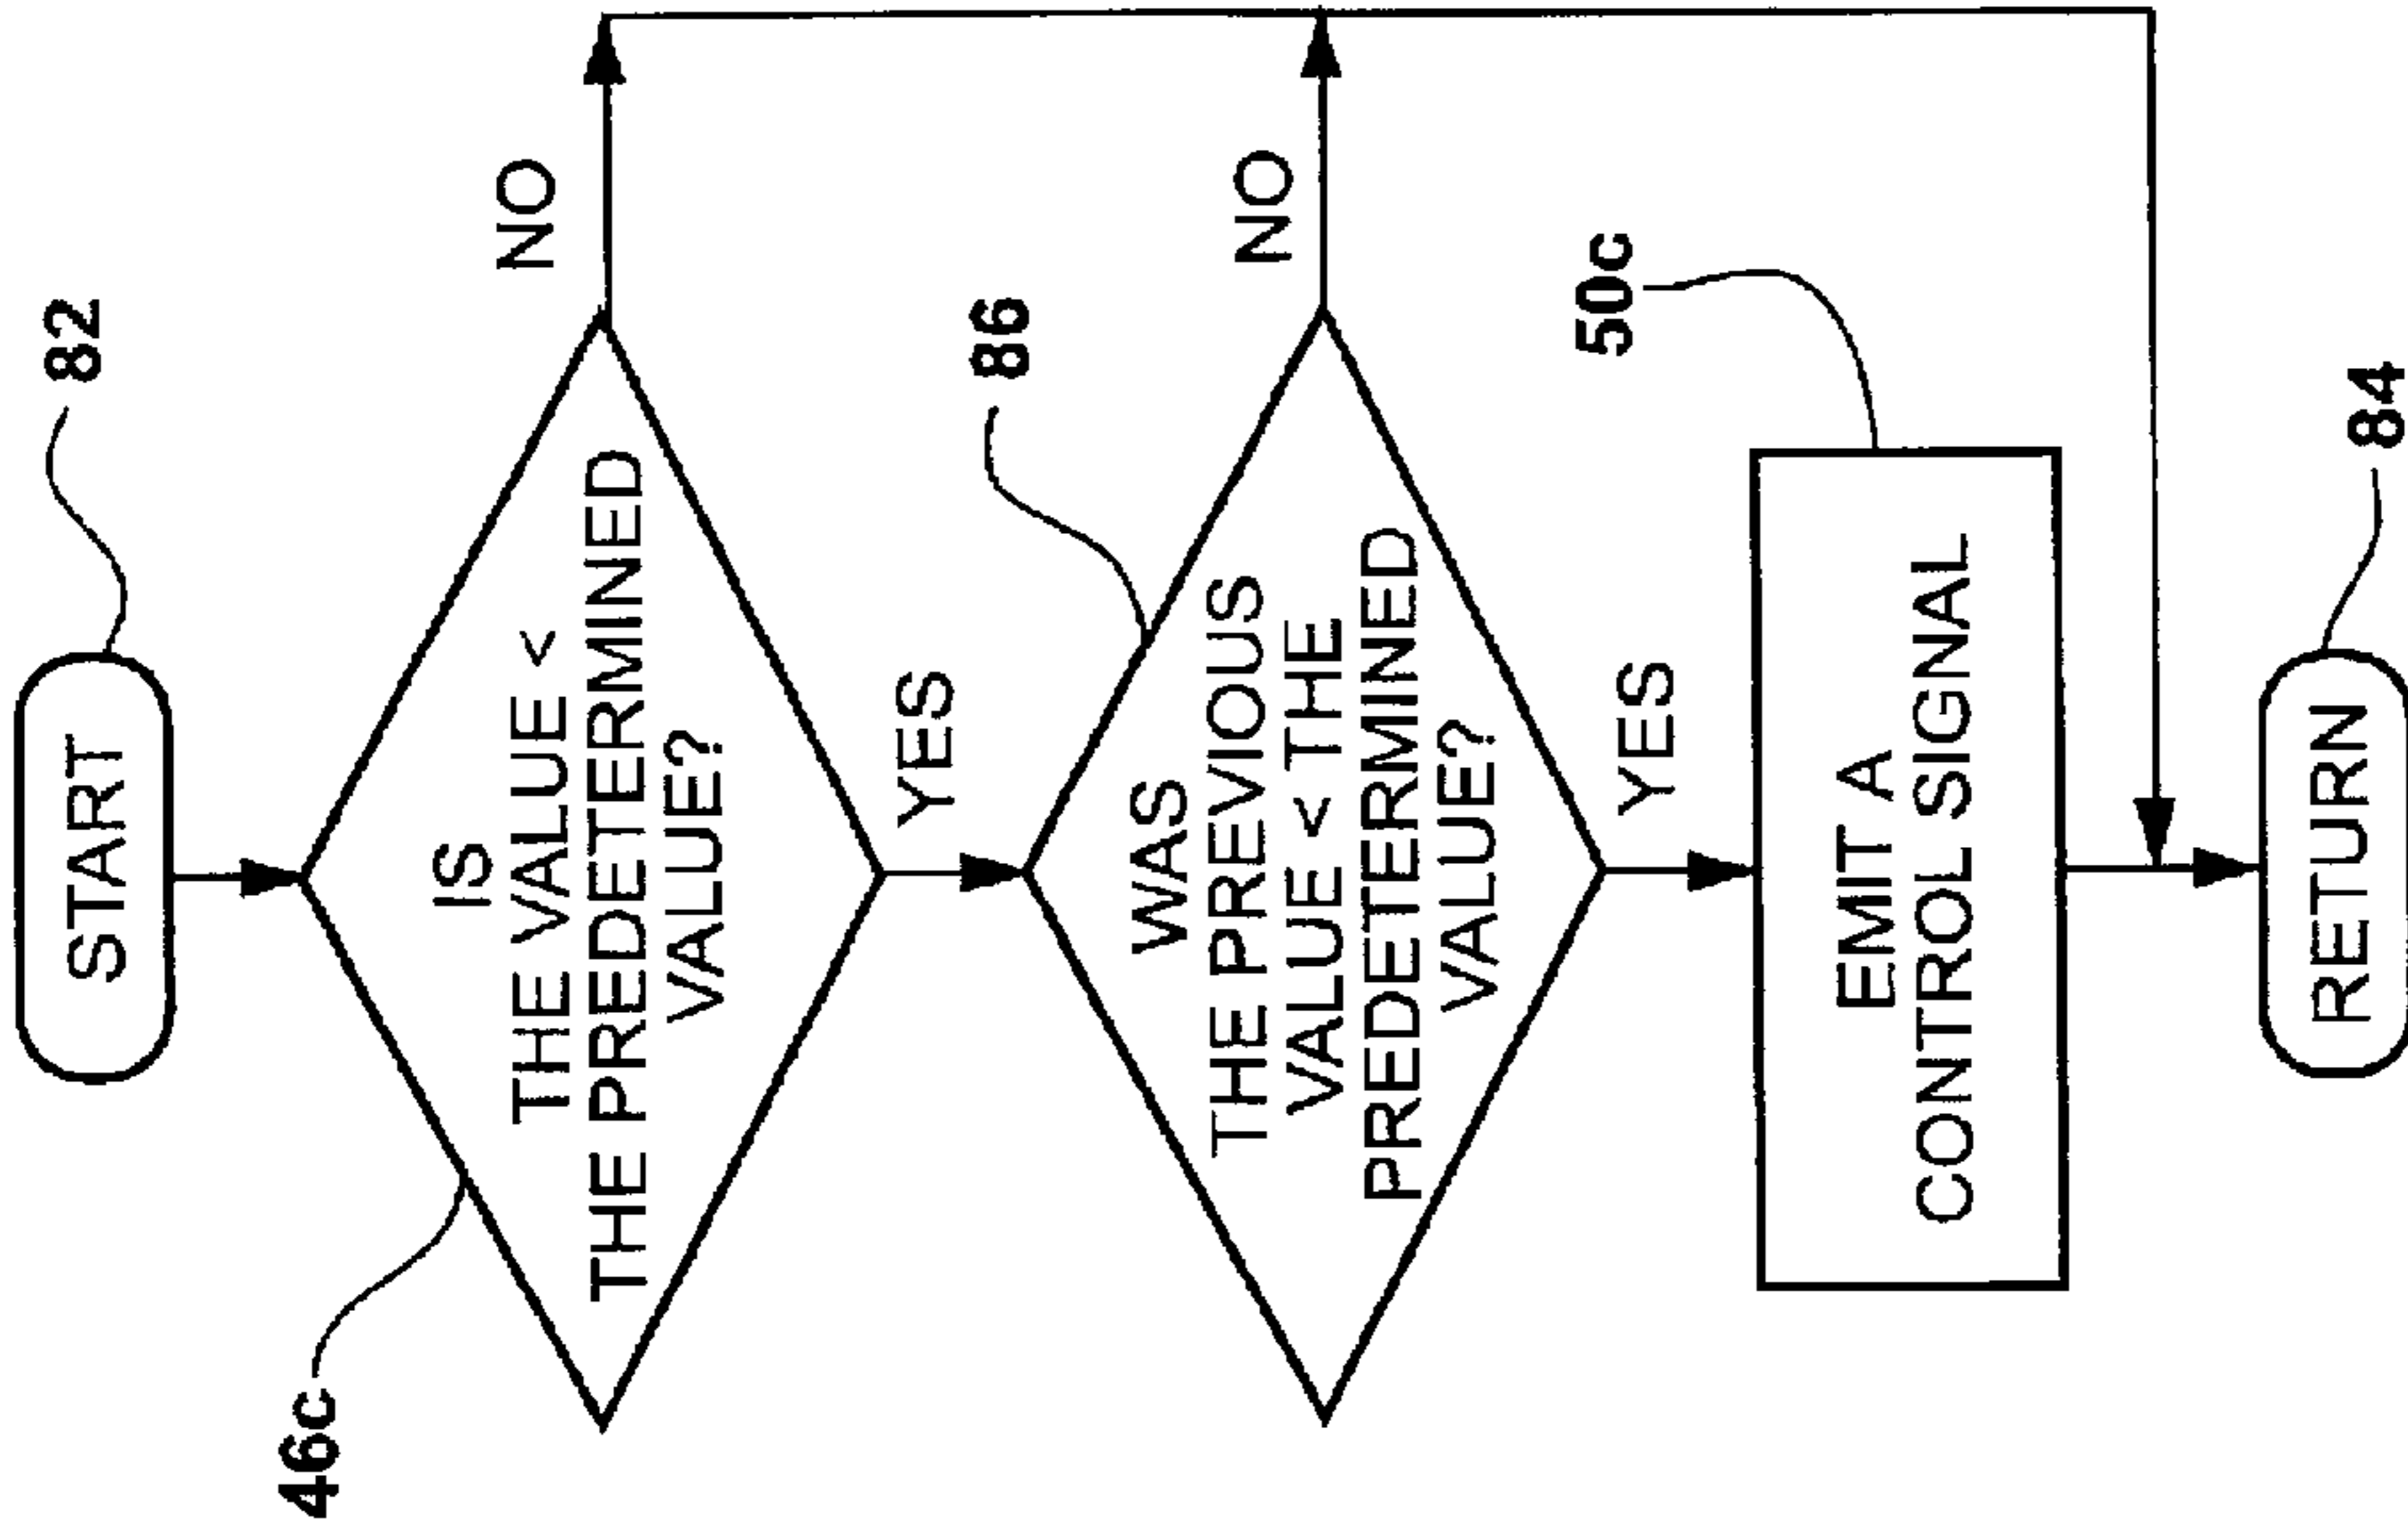 82
START
46c
IS
THE VALUE <
THE PREDETERMINED
VALUE?
NO
YES
86
WAS
THE PREVIOUS
VALUE < THE
PREDETERMINED
VALUE?
NO
YES
50c
EMIT A
CONTROL SIGNAL
84
RETURN